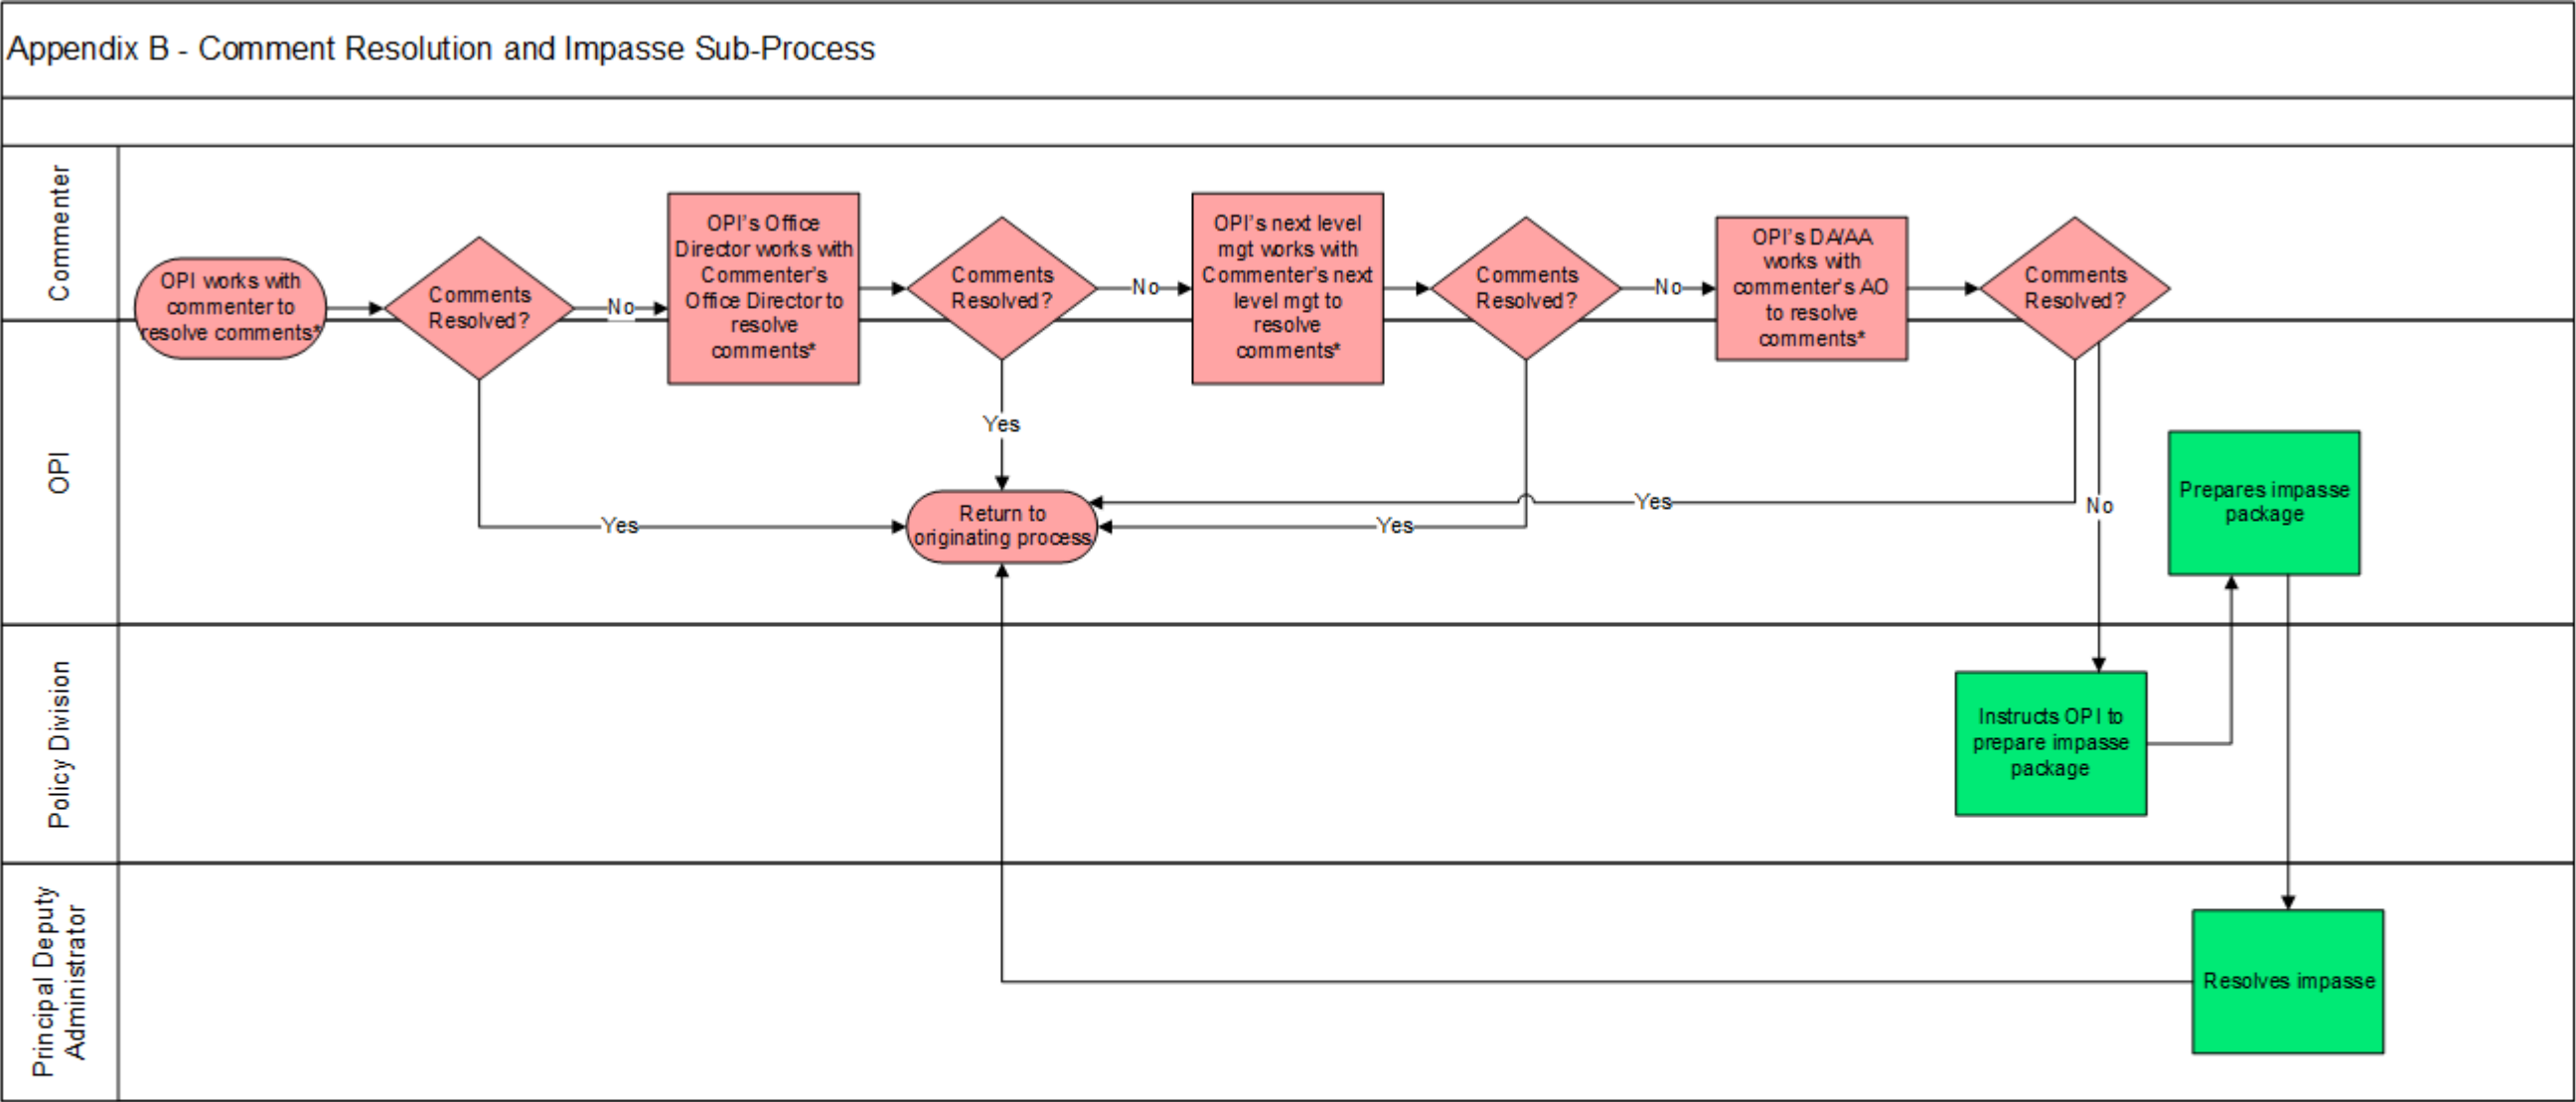 Appendix B - Comment Resolution and Impasse Sub-Process
Commenter
OPI works with
commenter to
resolve comments*
Comments
Resolved?
No
OPI's Office
Director works with
Commenter's
Office Director to
resolve
comments*
Comments
Resolved?
No
OPI's next level
mgt works with
Commenter's next
level mgt to
resolve
comments*
Comments
Resolved?
No
OPI's DA/AA
works with
commenter's AO
to resolve
comments*
Comments
Resolved?
OPI
Yes
Yes
Return to
originating process
Yes
Yes
No
Prepares impasse
package
Policy Division
Instructs OPI to
prepare impasse
package
Principal Deputy
Administrator
Resolves impasse